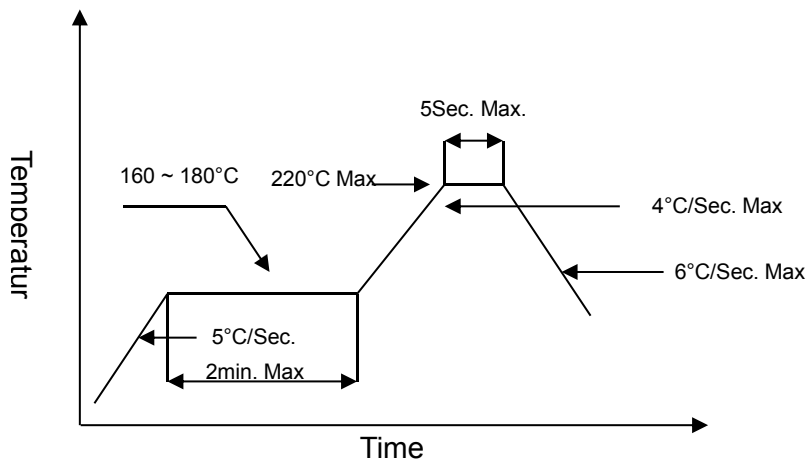 5Sec. Max.
160 ~ 180°C
220°C Max
4°C/Sec. Max
6°C/Sec. Max
5°C/Sec.
2min. Max
Temperatur
Time